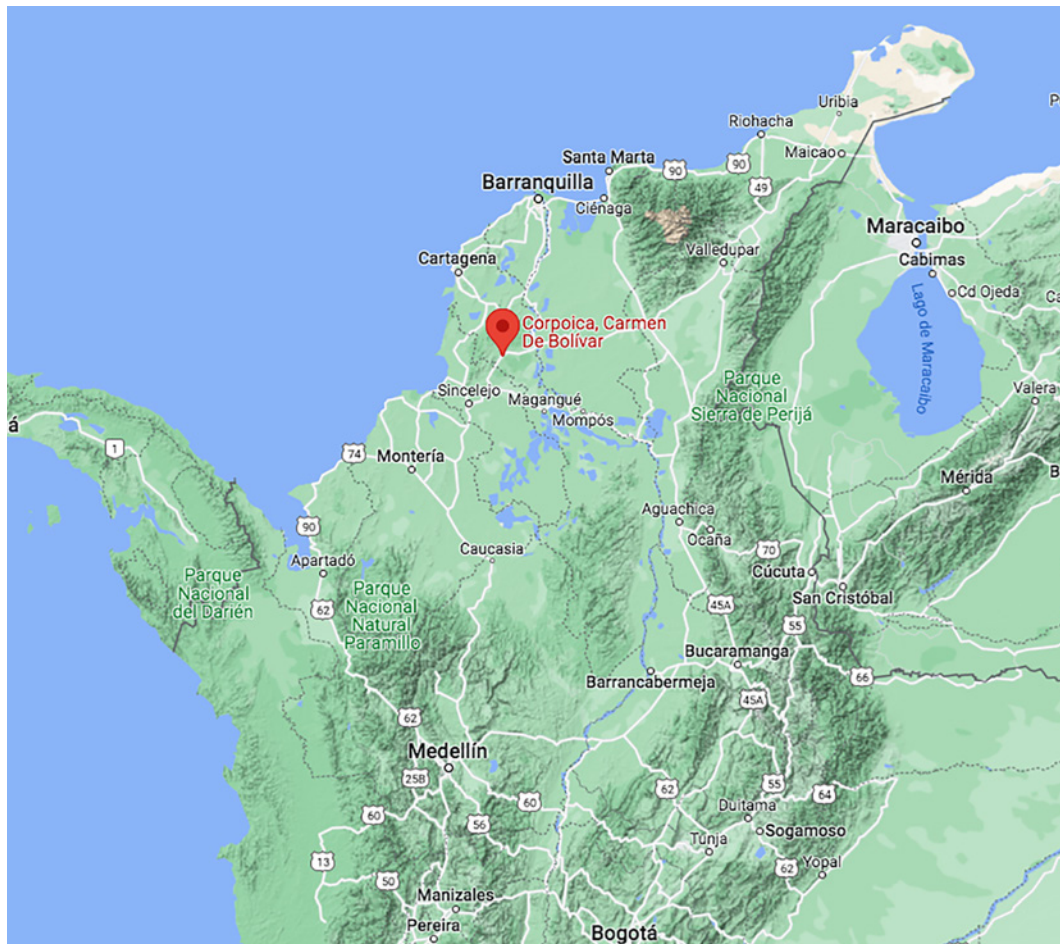 Uribia
Riohacha
Maicao
Santa Marta
90
90
Barranquilla
Ciénaga
49
Maracaibo
Cartagena
Valledupar
Cabimas
Cd Ojeda
Corpoica, Carmen
De Bolívar
Lago de Maracaibo
Sincelejo
Magangué
Mompós
Parque
Nacional
Sierra de Perijá
Valera
á
1
74
Montería
Mérida
B
Aguachica
Ocaña
90
70
Caucasia
Apartadó
Cúcuta
San Cristóbal
Parque
Nacional
del Darién
Parque
Nacional
Natural
Paramillo
62
45A
55
Bucaramanga
66
Barrancabermeja
45A
62
Medellín
25B
55
62
64
60
60
Duitama
56
Sogamoso
Tunja
13
62
Yopal
50
Manizales
Pereira
Bogotá